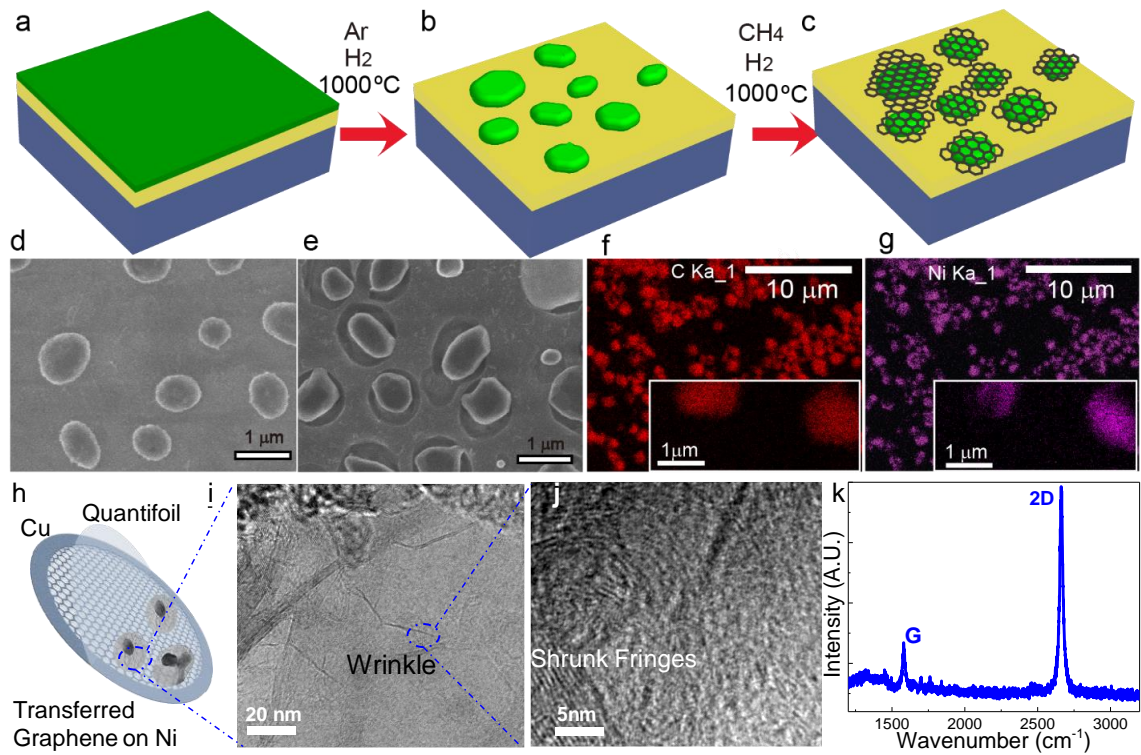 a
Ar
H2
1000ºC
b
CH4
H2
1000ºC
c
d
1 μm
e
1 μm
f
C Ka_1
10 μm
1μm
g
Ni Ka_1
10 μm
1 μm
h
Quantifoil
Cu
Transferred
Graphene on Ni
i
Wrinkle
20 nm
j
Shrunk Fringes
5nm
k
2D
G
Intensity (A.U.)
1500
2000
2500
3000
Wavenumber (cm-1)